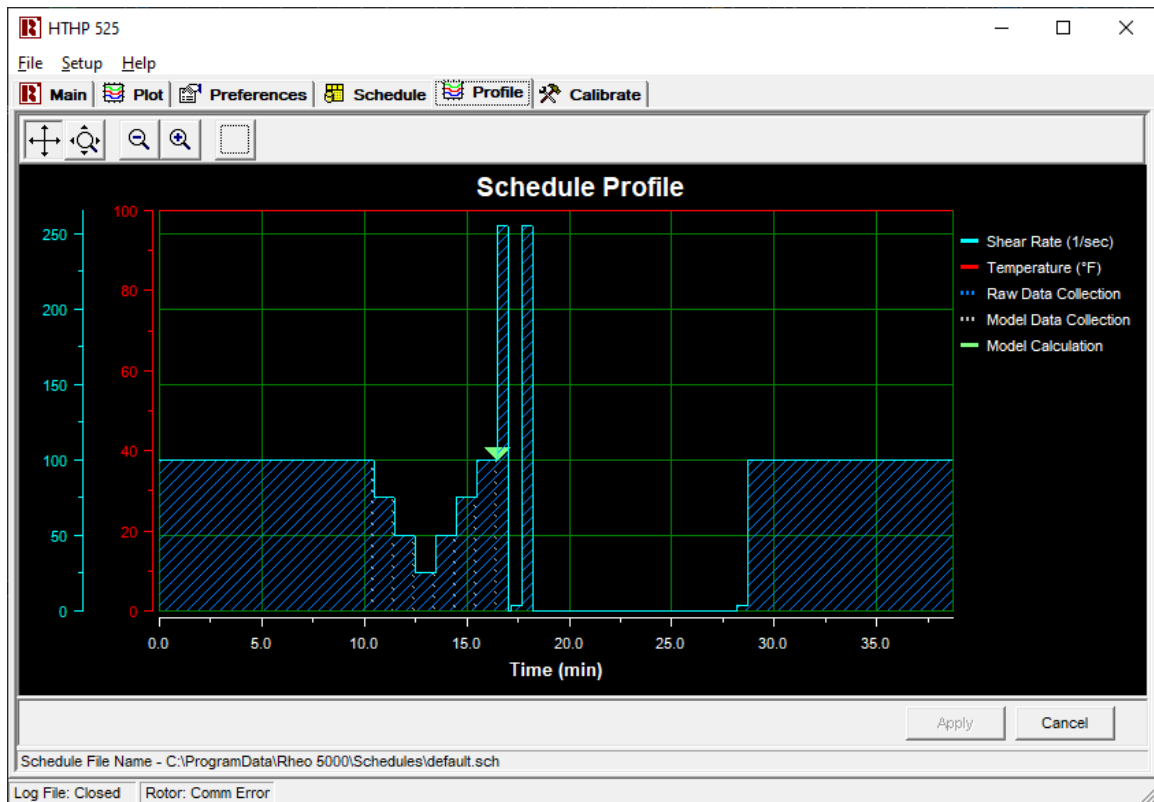 HTHP 525
File Setup Help
Main Plot Preferences Schedule Profile Calibrate
Schedule Profile
250
200
150
100
50
0
100
80
60
40
20
0
Shear Rate (1/sec)
Temperature (°F)
Raw Data Collection
Model Data Collection
Model Calculation
0.0 5.0 10.0 15.0 20.0 25.0 30.0 35.0
Time (min)
Apply Cancel
Schedule File Name - C:\ProgramData\Rheo 5000\Schedules\default.sch
Log File: Closed Rotor: Comm Error